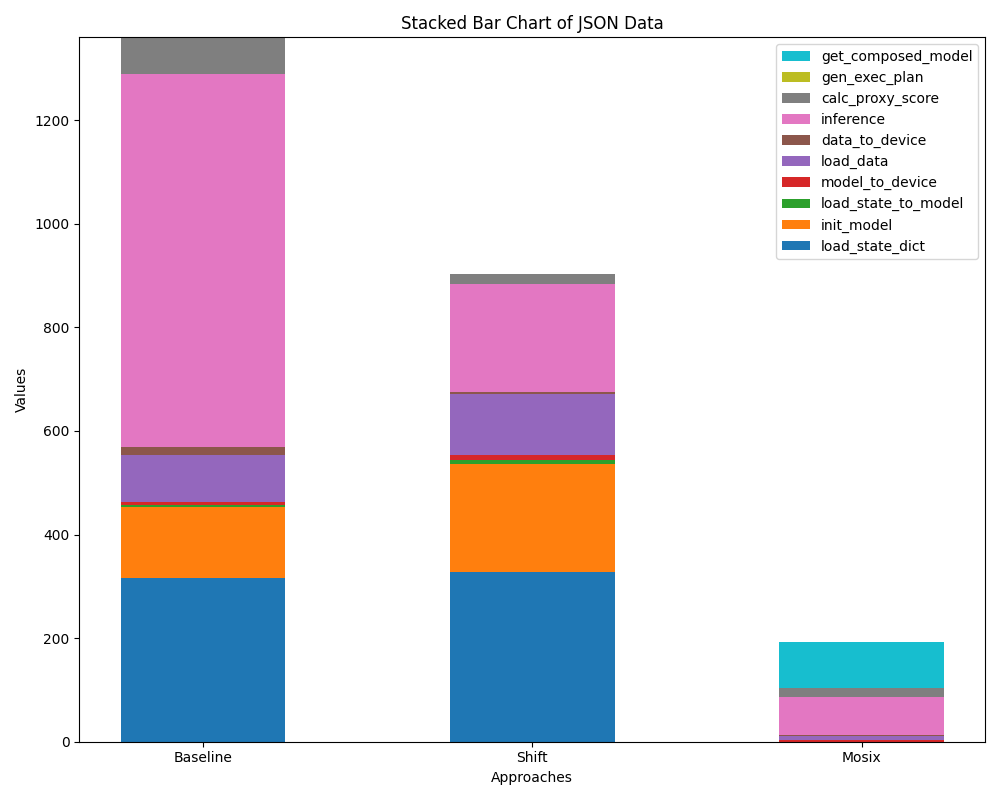 Stacked Bar Chart of JSON Data
Values
1200
1000
800
600
400
200
0
get_composed_model
gen_exec_plan
calc_proxy_score
inference
data_to_device
load_data
model_to_device
load_state_to_model
init_model
load_state_dict
Baseline
Shift
Mosix
Approaches